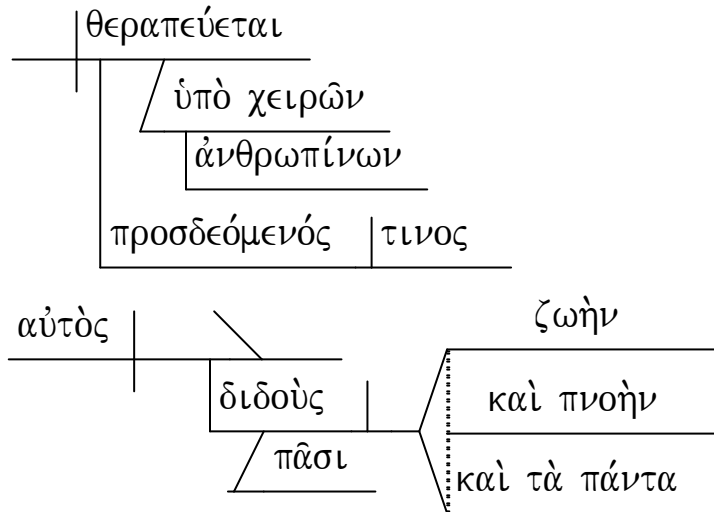 θεραπεύεται
ὑπὸ χειρῶν
ἀνθρωπίνων
προσδεόμενός τινος
αὐτὸς
ζωὴν
διδοὺς
καὶ πνοὴν
πᾶσι
καὶ τὰ πάντα